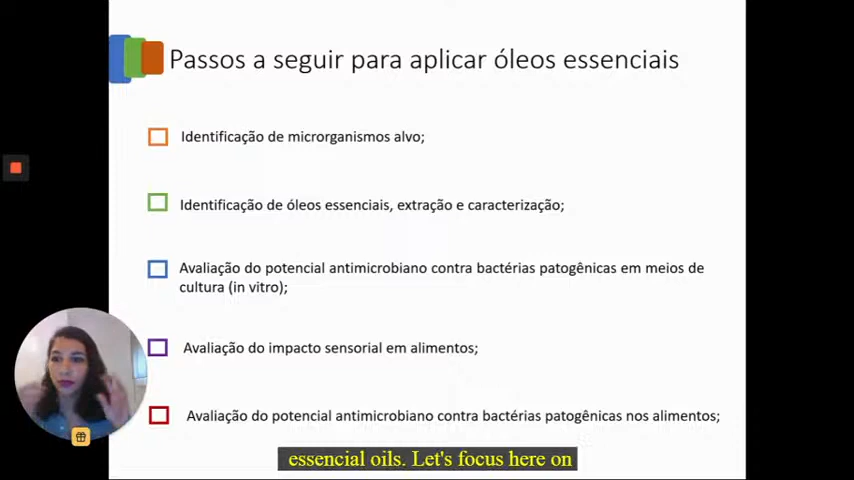 Passos a seguir para aplicar óleos essenciais
Identificação de microrganismos alvo;
Identificação de óleos essenciais, extração e caracterização;
Avaliação do potencial antimicrobiano contra bactérias patogênicas em meios de
cultura (in vitro);
Avaliação do impacto sensorial em alimentos;
Avaliação do potencial antimicrobiano contra bactérias patogênicas nos alimentos;
essencial oils. Let's focus here on